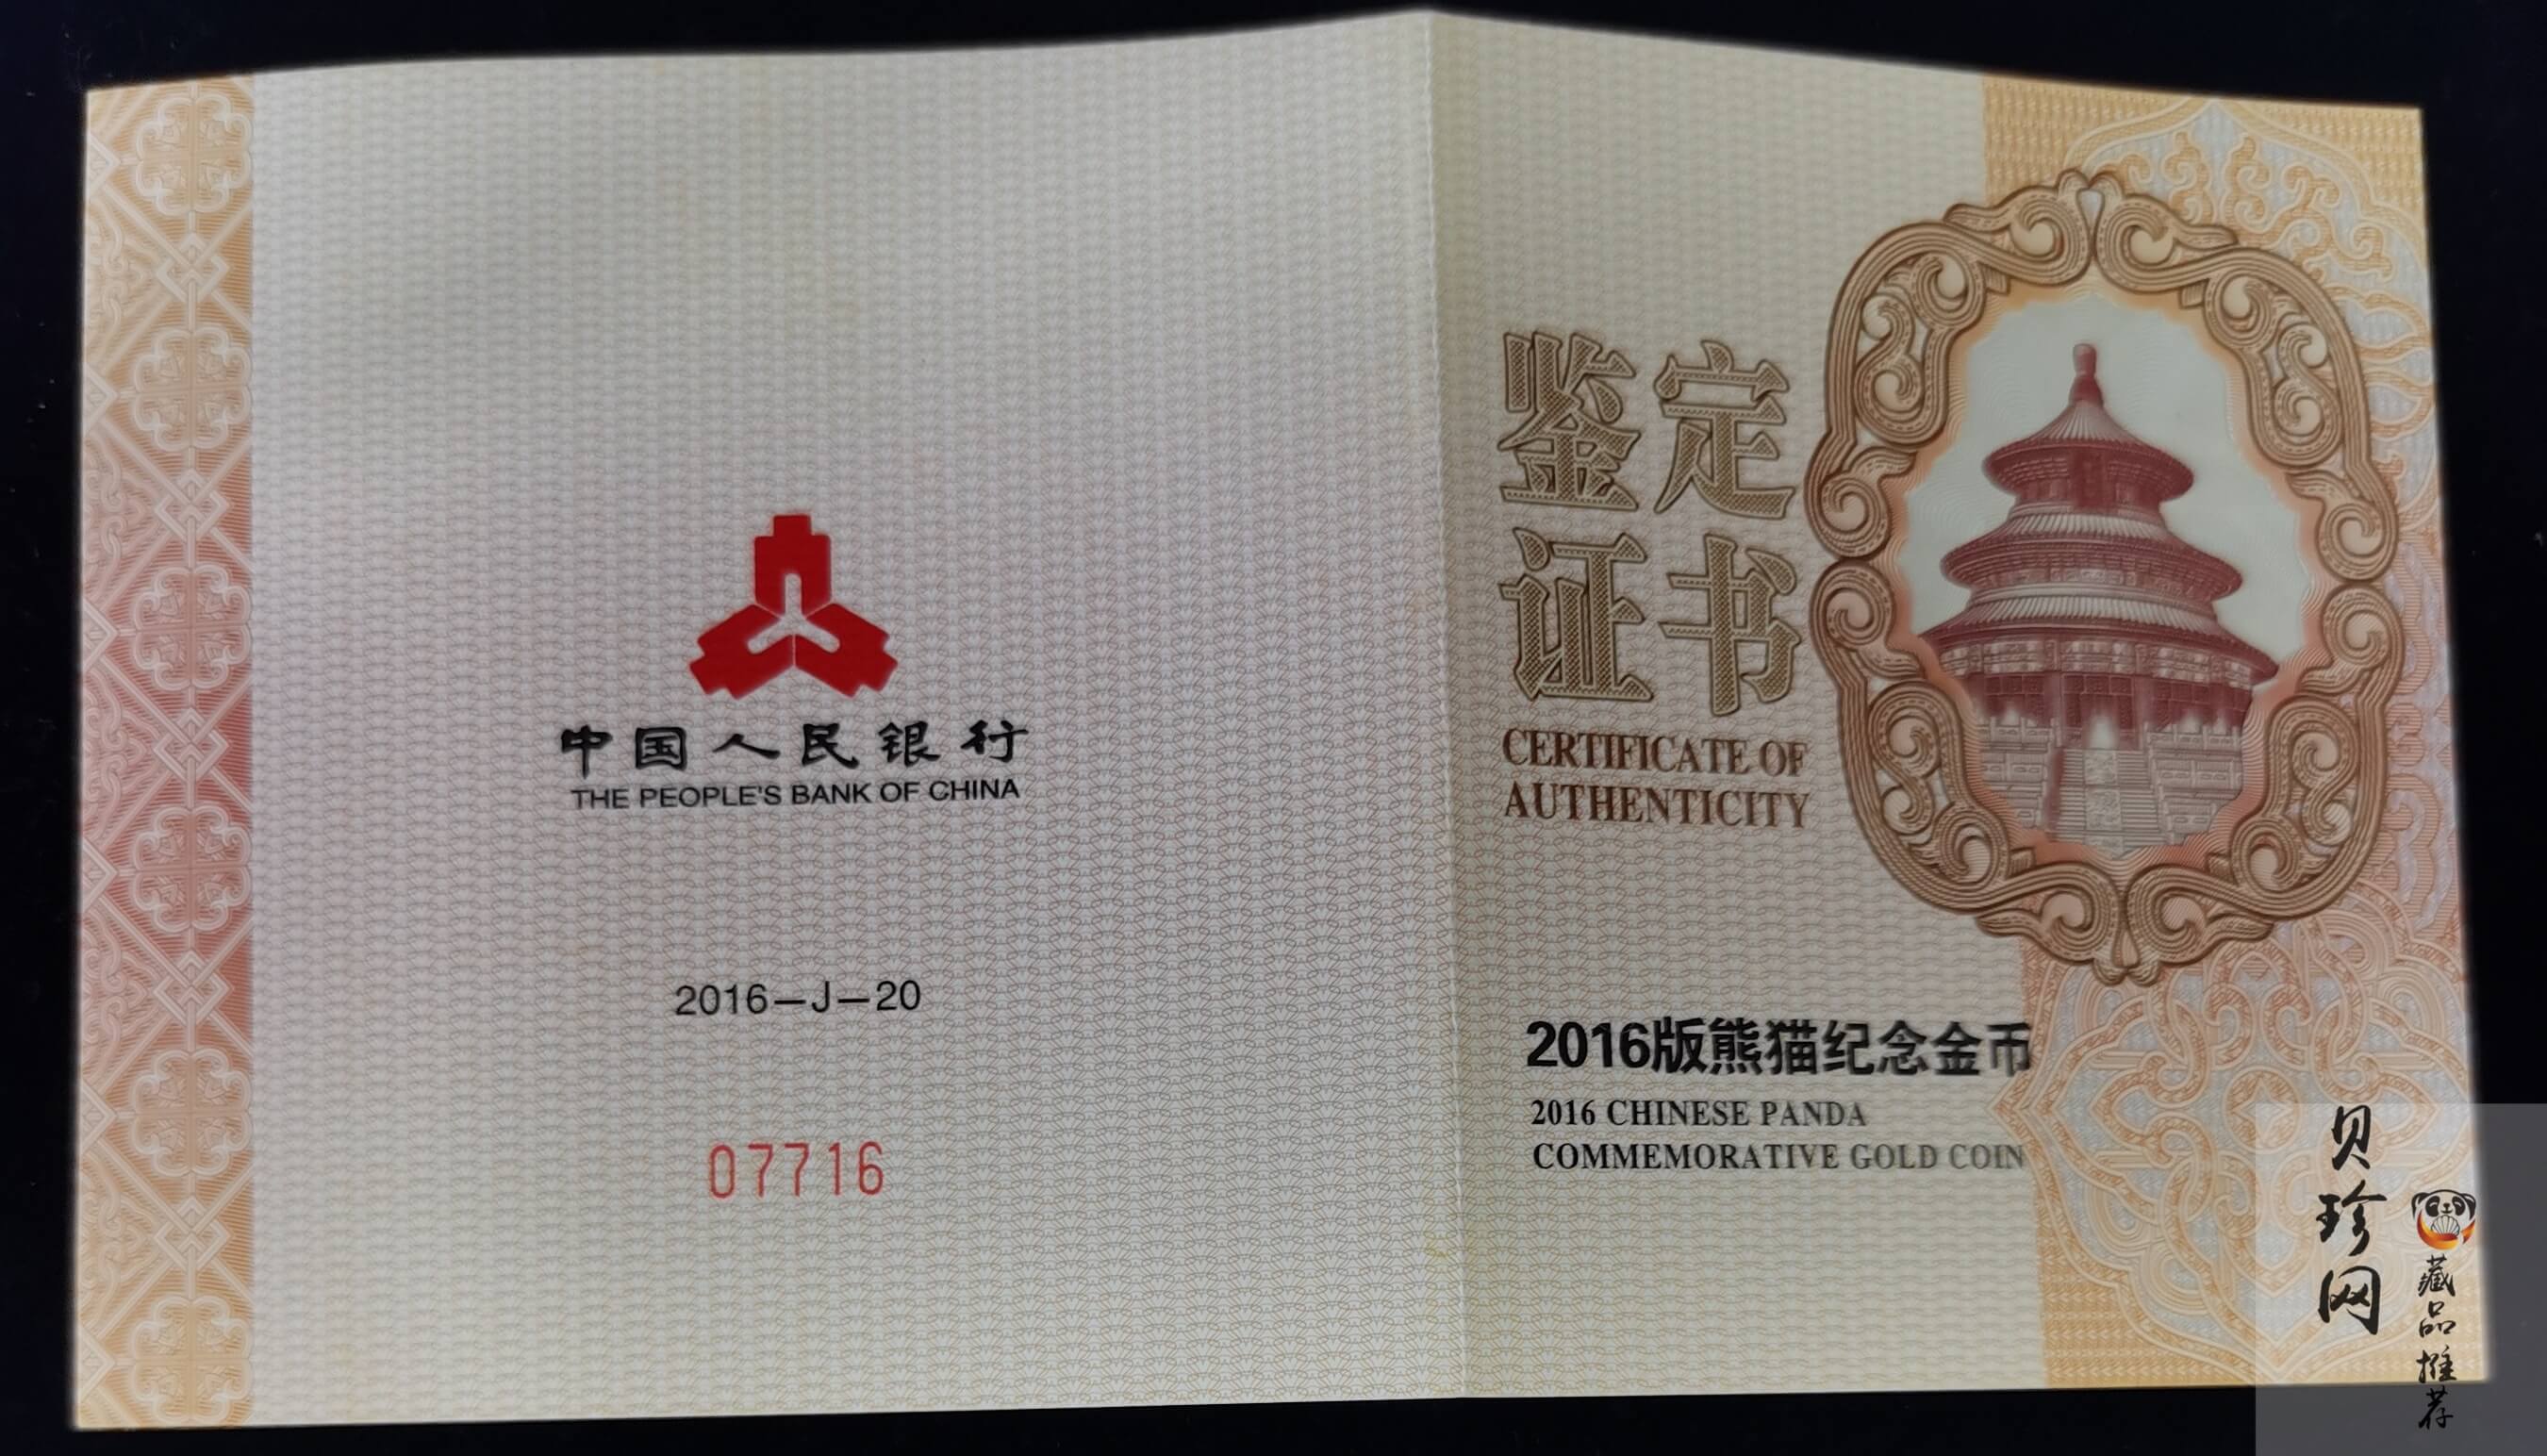 中国人民银行
THE PEOPLE'S BANK OF CHINA
2016—J—20
07716
鉴定
证书
CERTIFICATE OF
AUTHENTICITY
2016版熊猫纪念金币
2016 CHINESE PANDA
COMMEMORATIVE GOLD COIN
贝珍网
藏品推荐